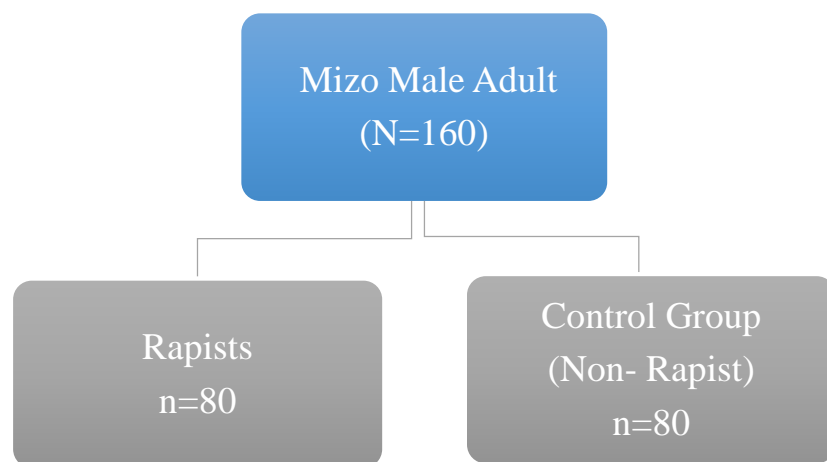 Mizo Male Adult
(N=160)
Rapists
n=80
Control Group
(Non- Rapist)
n=80